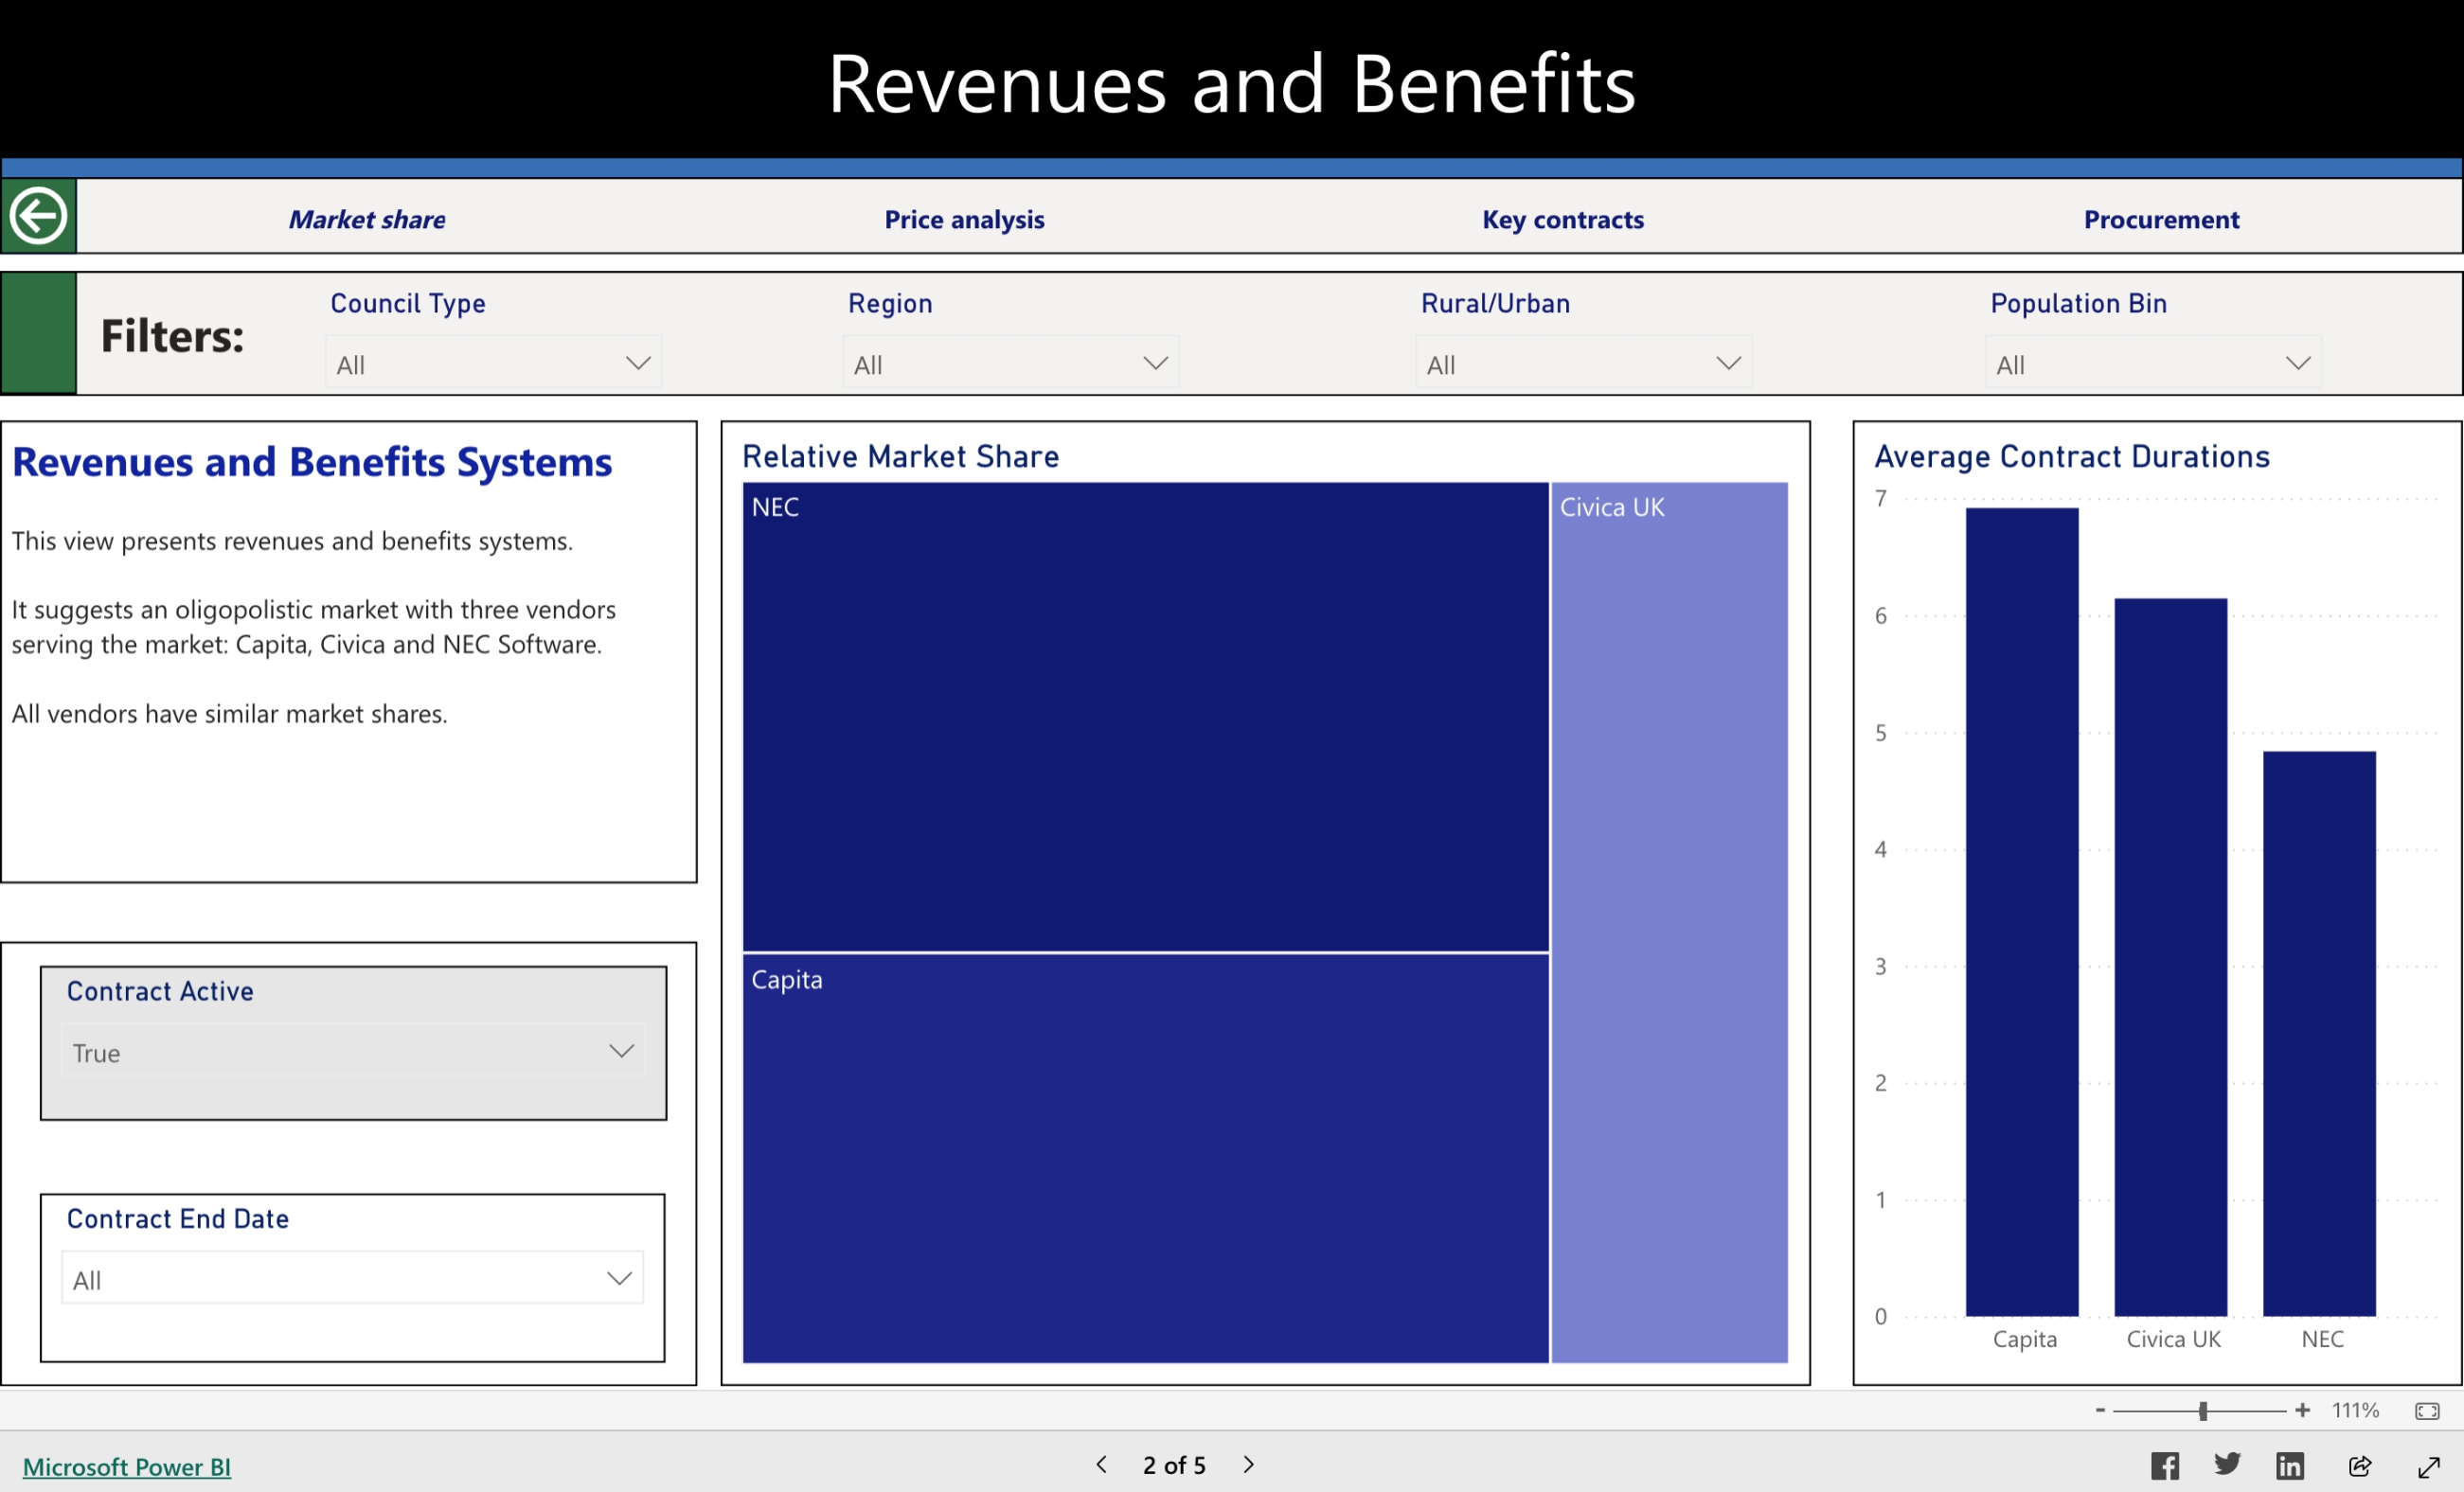 Revenues and Benefits
Market share
Price analysis
Key contracts
Procurement
Filters:
Council Type
All
Region
All
Rural/Urban
All
Population Bin
All
Revenues and Benefits Systems
This view presents revenues and benefits systems.
It suggests an oligopolistic market with three vendors
serving the market: Capita, Civica and NEC Software.
All vendors have similar market shares.
Contract Active
True
Contract End Date
All
Relative Market Share
NEC
Civica UK
Capita
Average Contract Durations
7
6
5
4
3
2
1
0
Capita
Civica UK
NEC
- + 111%
Microsoft Power BI
2 of 5